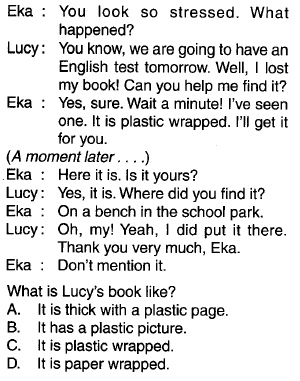 Eka : You look so stressed. What
happened?
Lucy: You know, we are going to have an
English test tomorrow. Well, I lost
my book! Can you help me find it?
Eka : Yes, sure. Wait a minute! I've seen
one. It is plastic wrapped. I'll get it
for you.
(A moment later . . . .)
Eka : Here it is. Is it yours?
Lucy: Yes, it is. Where did you find it?
Eka : On a bench in the school park.
Lucy: Oh, my! Yeah, I did put it there.
Thank you very much, Eka.
Eka : Don't mention it.
What is Lucy's book like?
A. It is thick with a plastic page.
B. It has a plastic picture.
C. It is plastic wrapped.
D. It is paper wrapped.